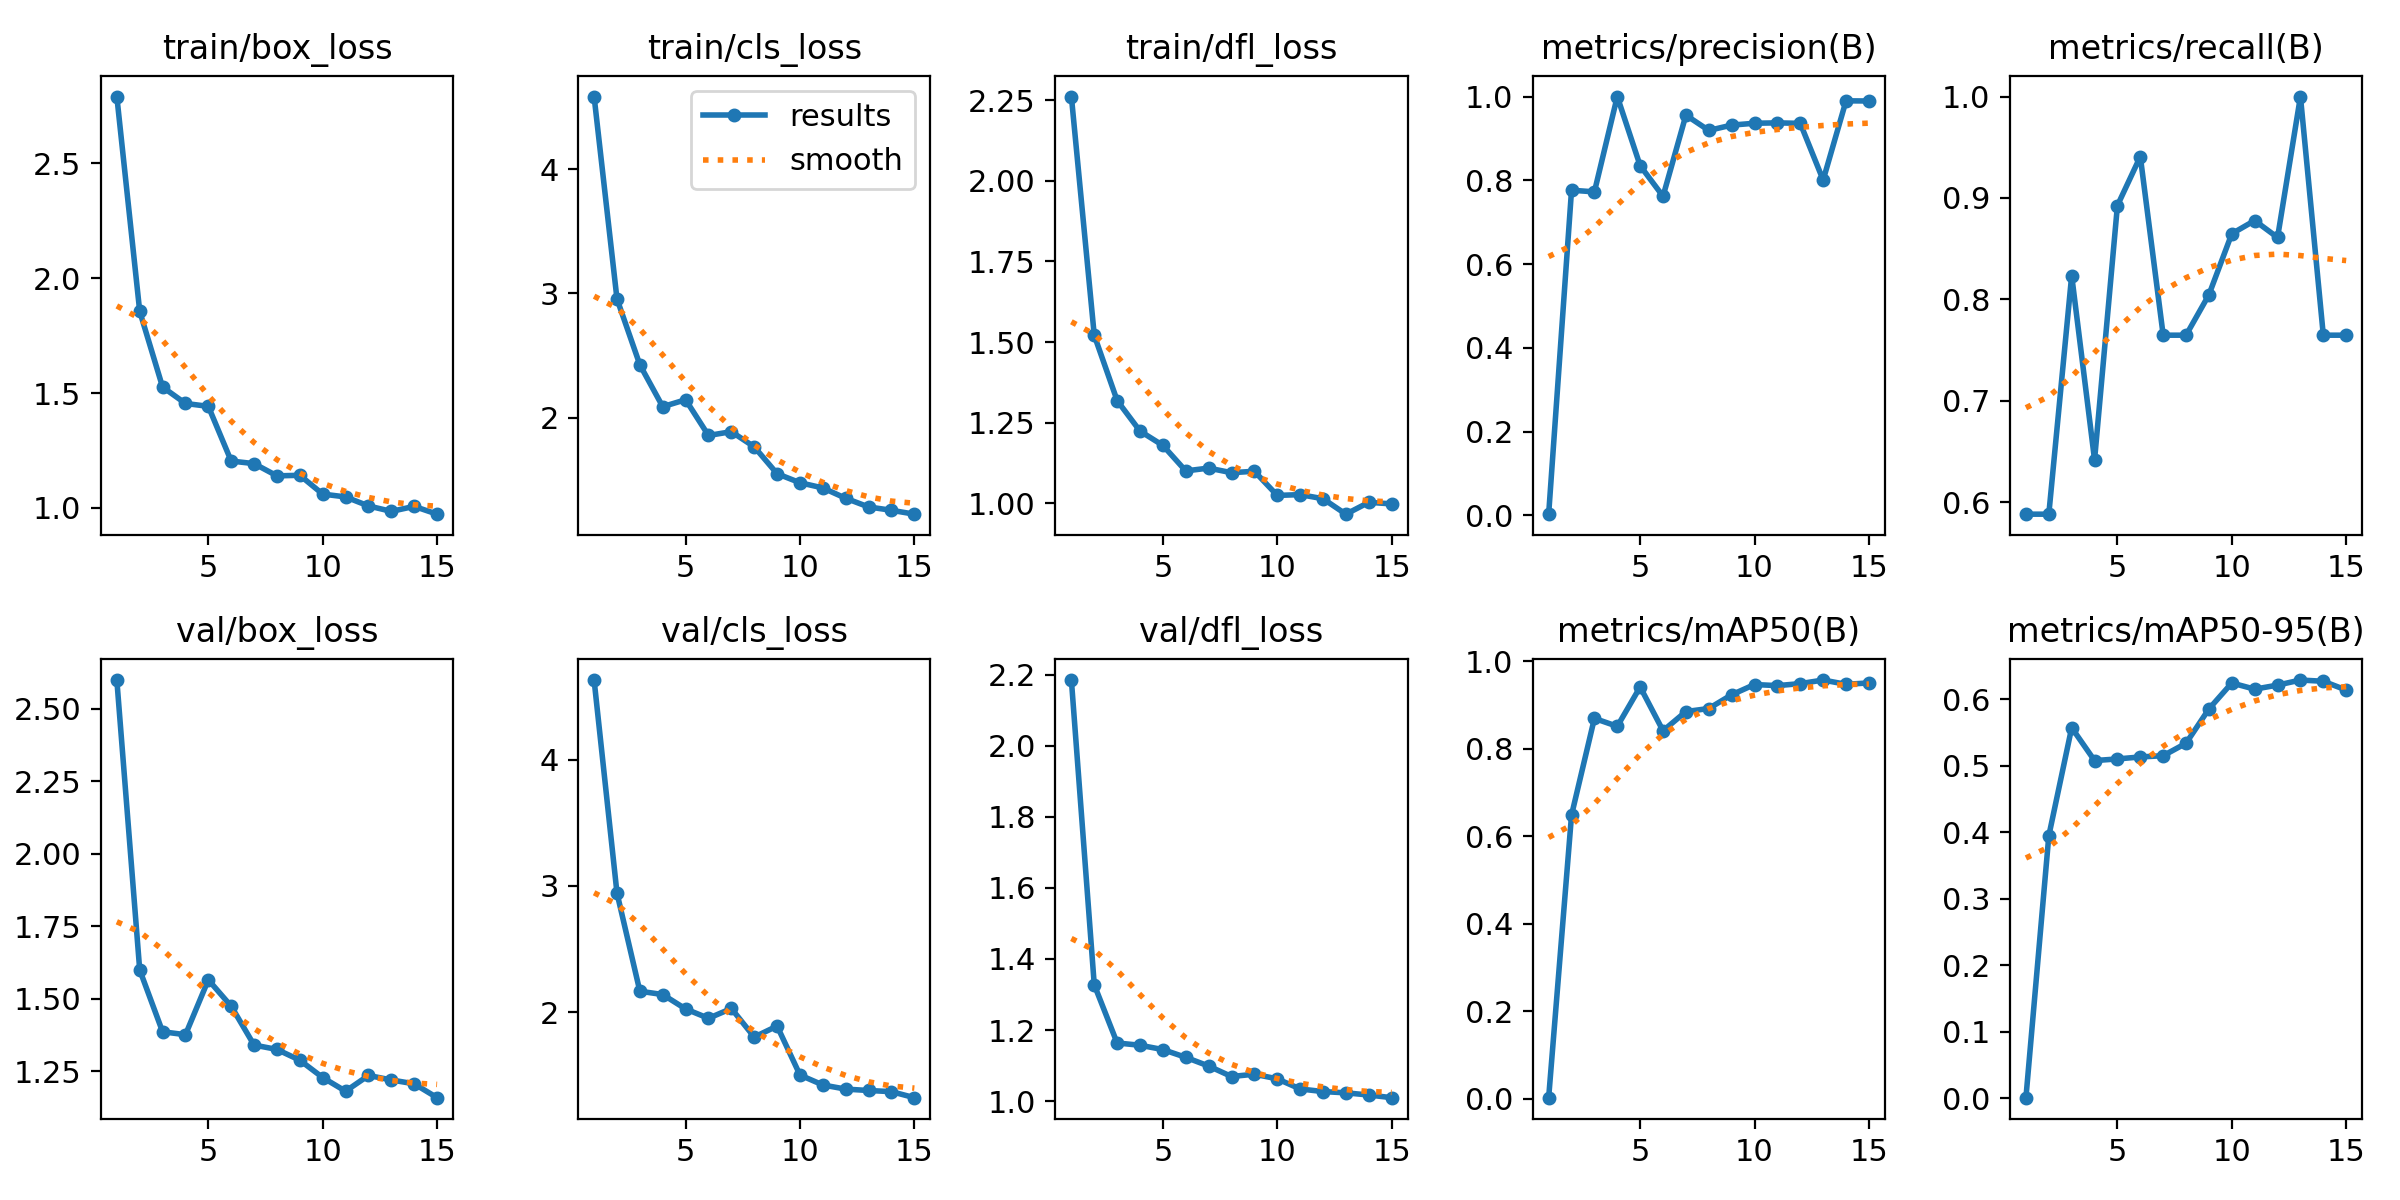 train/box_loss
train/cls_loss
train/dfl_loss
metrics/precision(B)
metrics/recall(B)
2.5
2.0
1.5
1.0
5 10 15
results
smooth
4
3
2
5 10 15
2.25
2.00
1.75
1.50
1.25
1.00
5 10 15
1.0
0.8
0.6
0.4
0.2
0.0
5 10 15
1.0
0.9
0.8
0.7
0.6
5 10 15
val/box_loss
val/cls_loss
val/dfl_loss
metrics/mAP50(B)
metrics/mAP50-95(B)
2.50
2.25
2.00
1.75
1.50
1.25
5 10 15
4
3
2
5 10 15
2.2
2.0
1.8
1.6
1.4
1.2
1.0
5 10 15
1.0
0.8
0.6
0.4
0.2
0.0
5 10 15
0.6
0.5
0.4
0.3
0.2
0.1
0.0
5 10 15